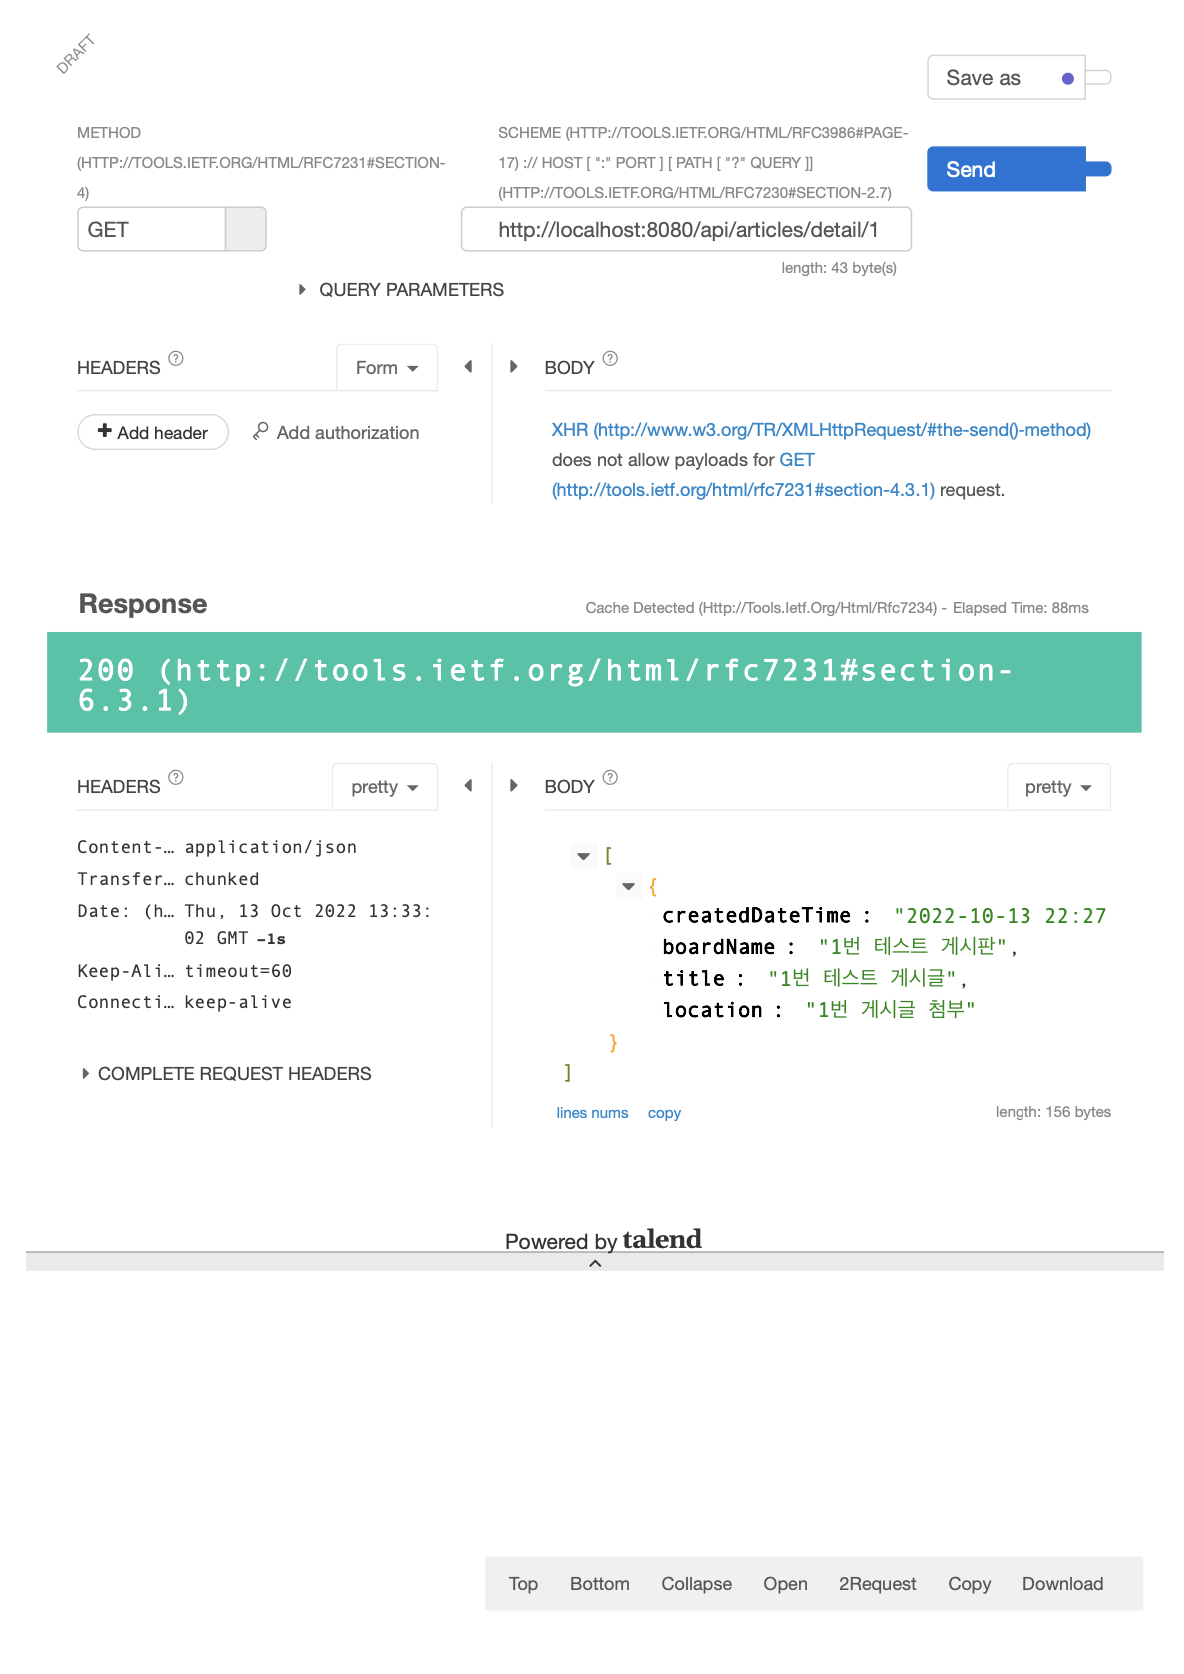 DRAFT
Save as
METHOD
(HTTP://TOOLS.IETF.ORG/HTML/RFC7231#SECTION-
4)
SCHEME (HTTP://TOOLS.IETF.ORG/HTML/RFC3986#PAGE-
17) :// HOST [ ":" PORT ] [ PATH [ "?" QUERY ]]
(HTTP://TOOLS.IETF.ORG/HTML/RFC7230#SECTION-2.7)
Send
GET
http://localhost:8080/api/articles/detail/1
length: 43 byte(s)
QUERY PARAMETERS
HEADERS ?
Form
BODY ?
Add header
Add authorization
XHR (http://www.w3.org/TR/XMLHttpRequest/#the-send()-method)
does not allow payloads for GET
(http://tools.ietf.org/html/rfc7231#section-4.3.1) request.
Response
Cache Detected (Http://Tools.Ietf.Org/Html/Rfc7234) - Elapsed Time: 88ms
200 (http://tools.ietf.org/html/rfc7231#section-
6.3.1)
HEADERS ?
pretty
BODY ?
pretty
Content-... application/json
Transfer... chunked
Date: (h... Thu, 13 Oct 2022 13:33:
02 GMT -1s
Keep-Ali... timeout=60
Connecti... keep-alive
COMPLETE REQUEST HEADERS
[
{
createdDateTime : "2022-10-13 22:27
boardName : "1번 테스트 게시판",
title : "1번 테스트 게시글",
location : "1번 게시글 첨부"
}
]
lines nums copy
length: 156 bytes
Powered by talend
Top Bottom Collapse Open 2Request Copy Download